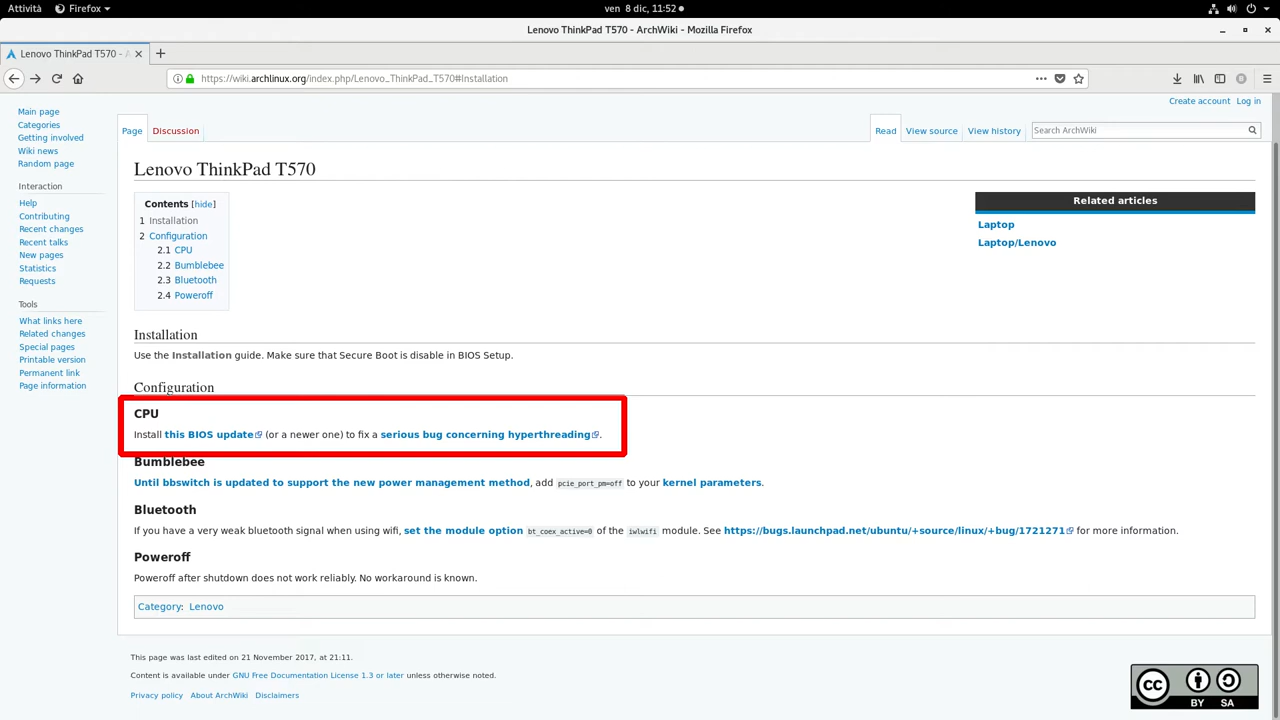 Attività Firefox ven 8 dic, 11:52
Lenovo ThinkPad T570 - ArchWiki - Mozilla Firefox
Lenovo ThinkPad T570 - A
https://wiki.archlinux.org/index.php/Lenovo_ThinkPad_T570#Installation
Create account Log in
Main page
Categories
Getting involved
Wiki news
Random page
Interaction
Help
Contributing
Recent changes
Recent talks
New pages
Statistics
Requests
Tools
What links here
Related changes
Special pages
Printable version
Permanent link
Page information
Page Discussion Read View source View history Search ArchWiki
Lenovo ThinkPad T570
Contents [hide]
1 Installation
2 Configuration
2.1 CPU
2.2 Bumblebee
2.3 Bluetooth
2.4 Poweroff
Related articles
Laptop
Laptop/Lenovo
Installation
Use the Installation guide. Make sure that Secure Boot is disable in BIOS Setup.
Configuration
CPU
Install this BIOS update (or a newer one) to fix a serious bug concerning hyperthreading.
Bumblebee
Until bbswitch is updated to support the new power management method, add pcie_port_pm=off to your kernel parameters.
Bluetooth
If you have a very weak bluetooth signal when using wifi, set the module option bt_coex_active=0 of the iwlwifi module. See https://bugs.launchpad.net/ubuntu/+source/linux/+bug/1721271 for more information.
Poweroff
Poweroff after shutdown does not work reliably. No workaround is known.
Category: Lenovo
This page was last edited on 21 November 2017, at 21:11.
Content is available under GNU Free Documentation License 1.3 or later unless otherwise noted.
Privacy policy About ArchWiki Disclaimers
CC BY SA